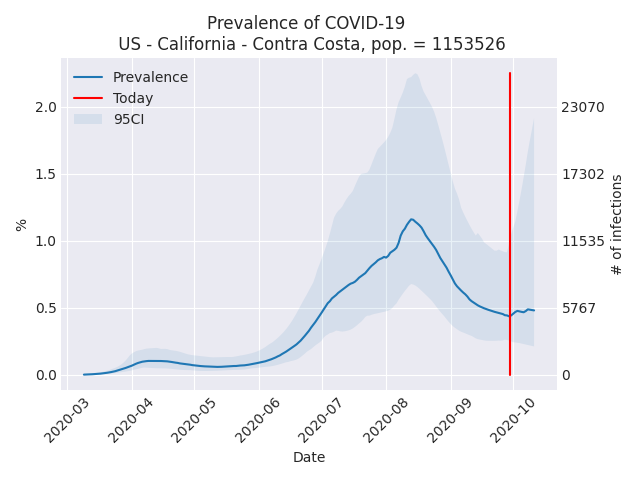 Prevalence of COVID-19
US - California - Contra Costa, pop. = 1153526
Prevalence
Today
95CI
2.0
1.5
1.0
0.5
0.0
%
23070
17302
11535
5767
0
# of infections
2020-03
2020-04
2020-05
2020-06
2020-07
2020-08
2020-09
2020-10
Date